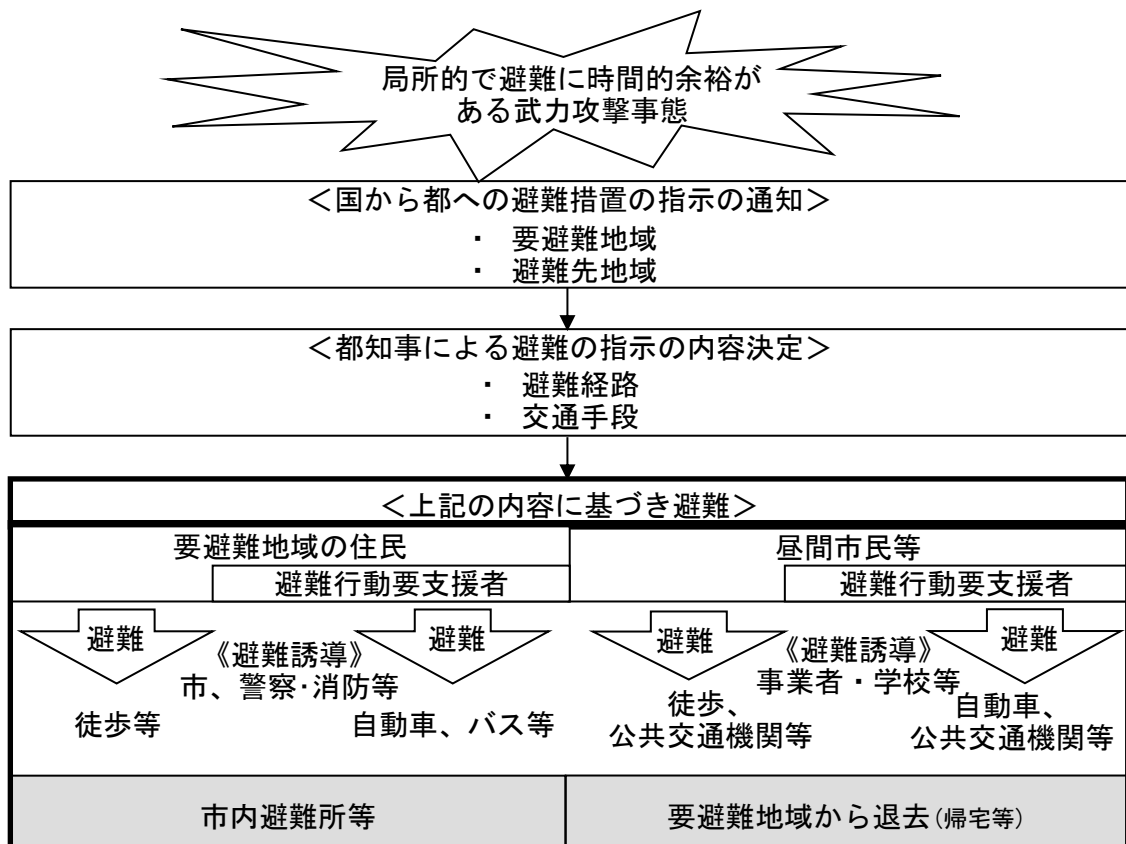 局所的で避難に時間的余裕が
ある武力攻撃事態
＜国から都への避難措置の指示の通知＞
・ 要避難地域
・ 避難先地域
＜都知事による避難の指示の内容決定＞
・ 避難経路
・ 交通手段
＜上記の内容に基づき避難＞
要避難地域の住民
避難行動要支援者
避難
避難
《避難誘導》
市、警察･消防等
徒歩等
自動車、バス等
市内避難所等
昼間市民等
避難行動要支援者
避難
避難
《避難誘導》
事業者・学校等
徒歩、
公共交通機関等
自動車、
公共交通機関等
要避難地域から退去（帰宅等）